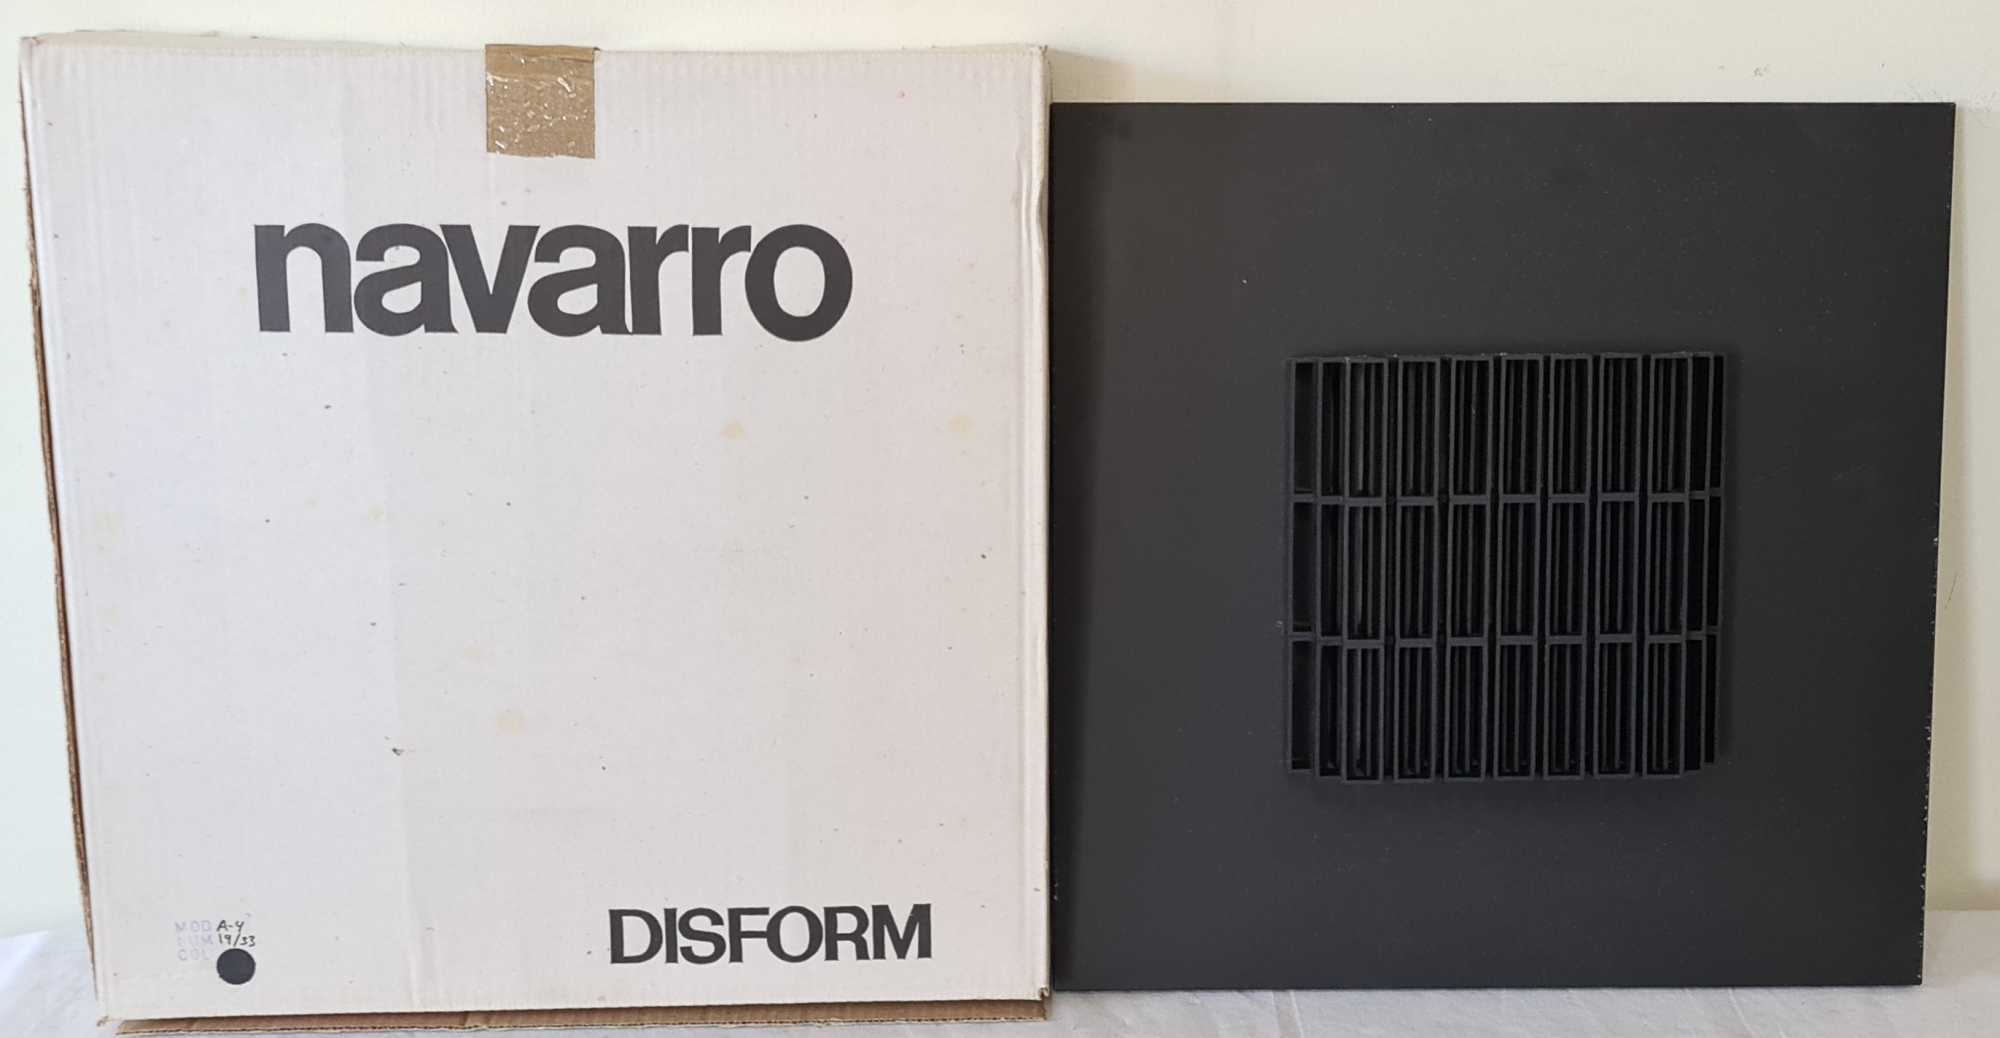 navarro
DISFORM
MOD A-4
NUM 19/33
COL